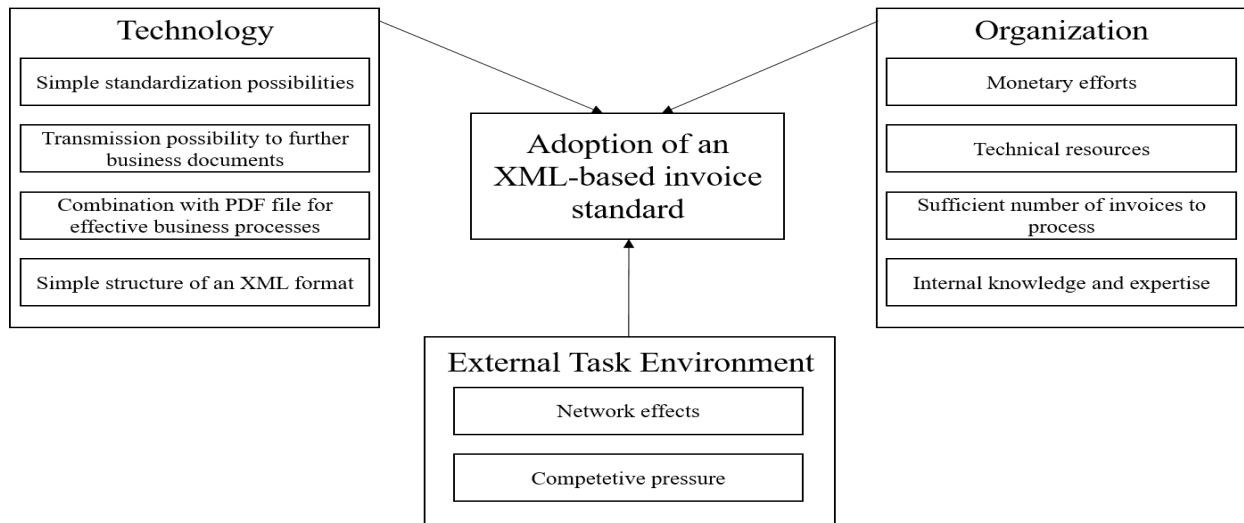 Technology
Simple standardization possibilities
Transmission possibility to further
business documents
Combination with PDF file for
effective business processes
Simple structure of an XML format
Adoption of an
XML-based invoice
standard
Organization
Monetary efforts
Technical resources
Sufficient number of invoices to
process
Internal knowledge and expertise
External Task Environment
Network effects
Competetive pressure